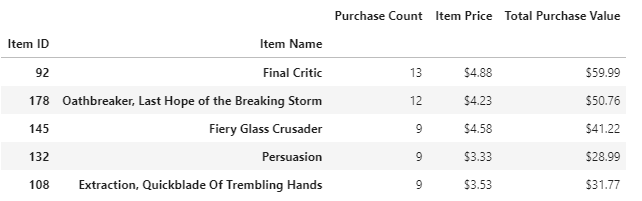 Purchase Count Item Price Total Purchase Value
Item ID Item Name
92 Final Critic 13 $4.88 $59.99
178 Oathbreaker, Last Hope of the Breaking Storm 12 $4.23 $50.76
145 Fiery Glass Crusader 9 $4.58 $41.22
132 Persuasion 9 $3.33 $28.99
108 Extraction, Quickblade Of Trembling Hands 9 $3.53 $31.77